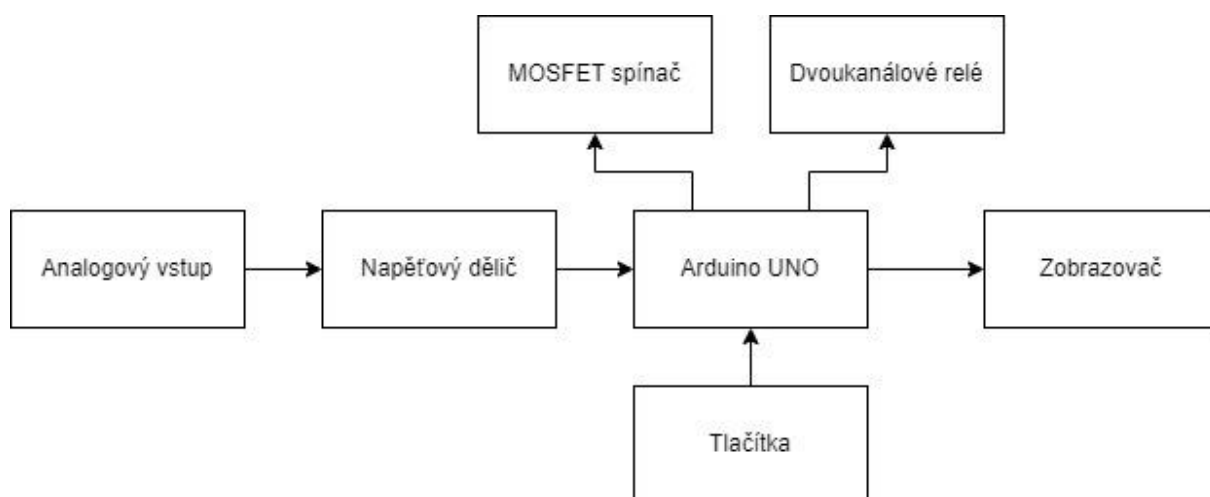 MOSFET spínač
Dvoukanálové relé
Analogový vstup
Napěťový dělič
Arduino UNO
Zobrazovač
Tlačítka